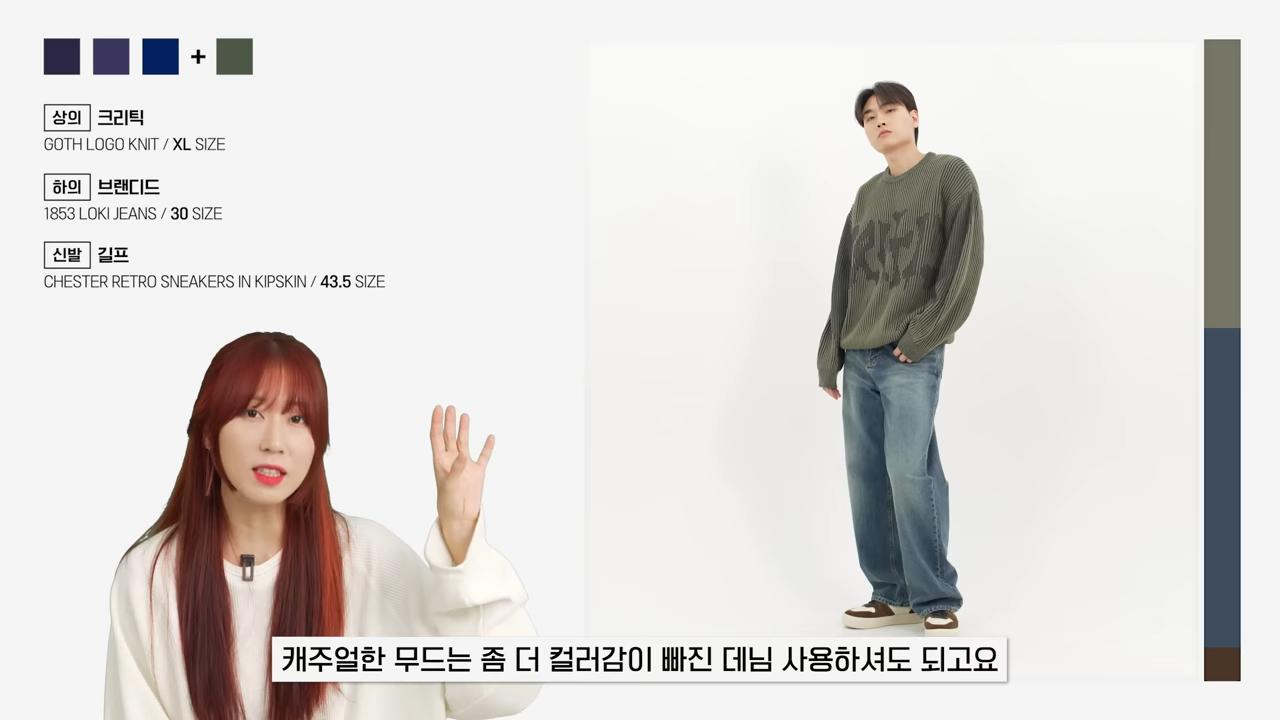 +
상의 크리틱
GOTH LOGO KNIT / XL SIZE
하의 브랜디드
1853 LOKI JEANS / 30 SIZE
신발 길프
CHESTER RETRO SNEAKERS IN KIPSKIN / 43.5 SIZE
캐주얼한 무드는 좀 더 컬러감이 빠진 데님 사용하셔도 되고요